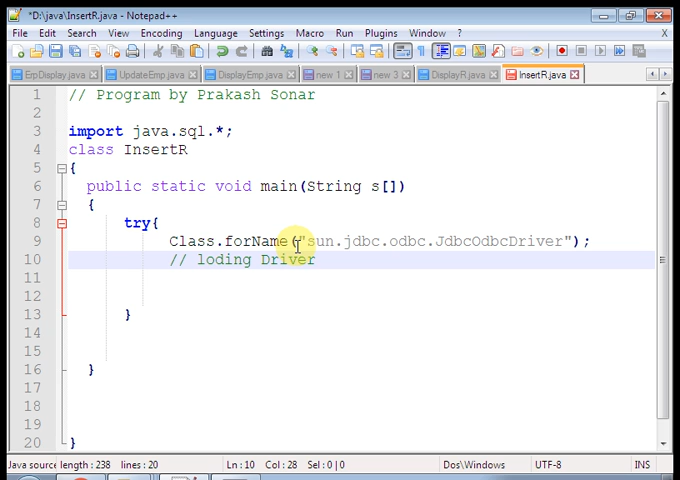 *D:\java\InsertR.java - Notepad++
File Edit Search View Encoding Language Settings Macro Run Plugins Window ? X
ErpDisplay.java UpdateEmp.java DisplayEmp.java new 1 new 3 DisplayR.java InsertR.java
1 // Program by Prakash Sonar
2
3 import java.sql.*;
4 class InsertR
5 {
6 public static void main(String s[])
7 {
8 try{
9 Class.forName("sun.jdbc.odbc.JdbcOdbcDriver");
10 // loding Driver
11
12
13 }
14
15
16 }
17
18
19
20 }
Java source length : 238 lines : 20 Ln : 10 Col : 28 Sel : 0 | 0 Dos\Windows UTF-8 INS